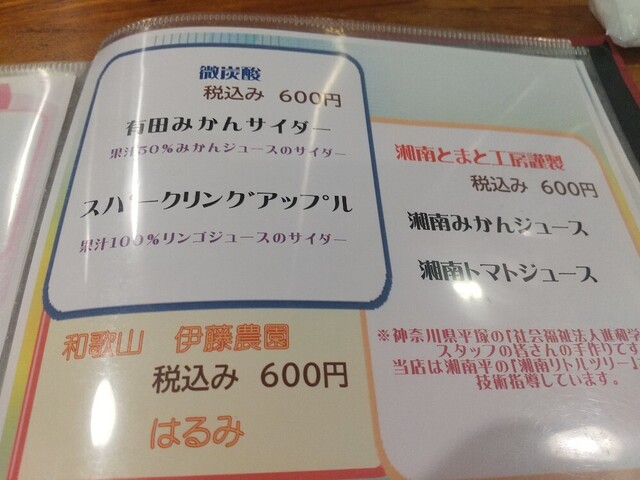 微炭酸
税込み 600円
有田みかんサイダー
果汁50%みかんジュースのサイダー
スパークリングアップル
果汁100%リンゴジュースのサイダー
和歌山 伊藤農園
税込み 600円
はるみ
湘南とまと工房謹製
税込み 600円
湘南みかんジュース
湘南トマトジュース
※神奈川県平塚の「社会福祉法人進和学
スタッフの皆さんの手作りです
当店は湘南平の「湘南リトルツリー」
技術指導しています。